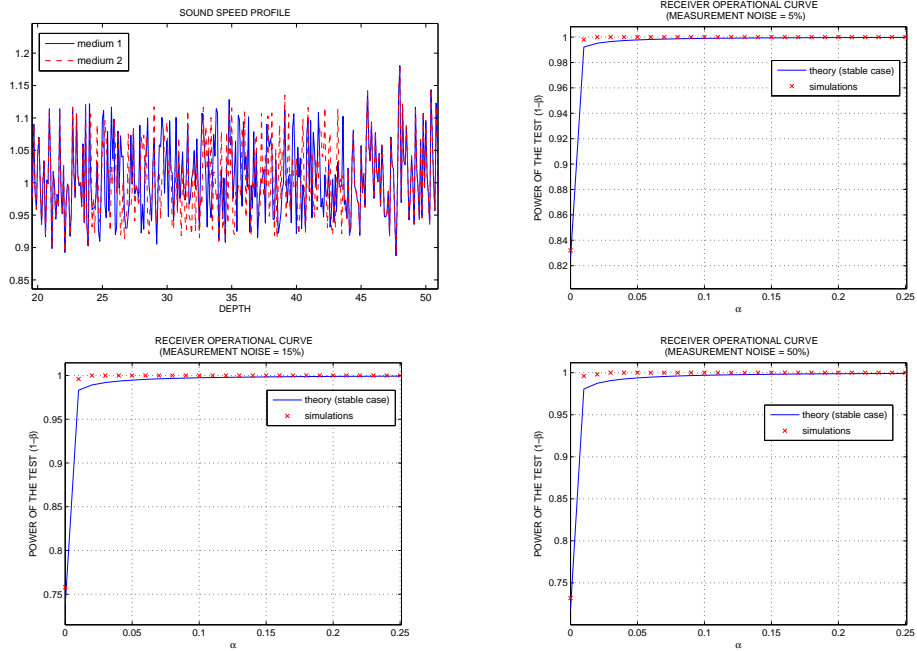 SOUND SPEED PROFILE
medium 1
medium 2
1.2
1.15
1.1
1.05
1
0.95
0.9
0.85
20
25
30
35
40
45
50
DEPTH
RECEIVER OPERATIONAL CURVE
(MEASUREMENT NOISE = 5%)
POWER OF THE TEST (1−β)
theory (stable case)
simulations
1
0.98
0.96
0.94
0.92
0.9
0.88
0.86
0.84
0.82
0
0.05
0.1
0.15
0.2
0.25
α
RECEIVER OPERATIONAL CURVE
(MEASUREMENT NOISE = 15%)
POWER OF THE TEST (1−β)
theory (stable case)
simulations
1
0.95
0.9
0.85
0.8
0.75
0
0.05
0.1
0.15
0.2
0.25
α
RECEIVER OPERATIONAL CURVE
(MEASUREMENT NOISE = 50%)
POWER OF THE TEST (1−β)
theory (stable case)
simulations
1
0.95
0.9
0.85
0.8
0.75
0
0.05
0.1
0.15
0.2
0.25
α